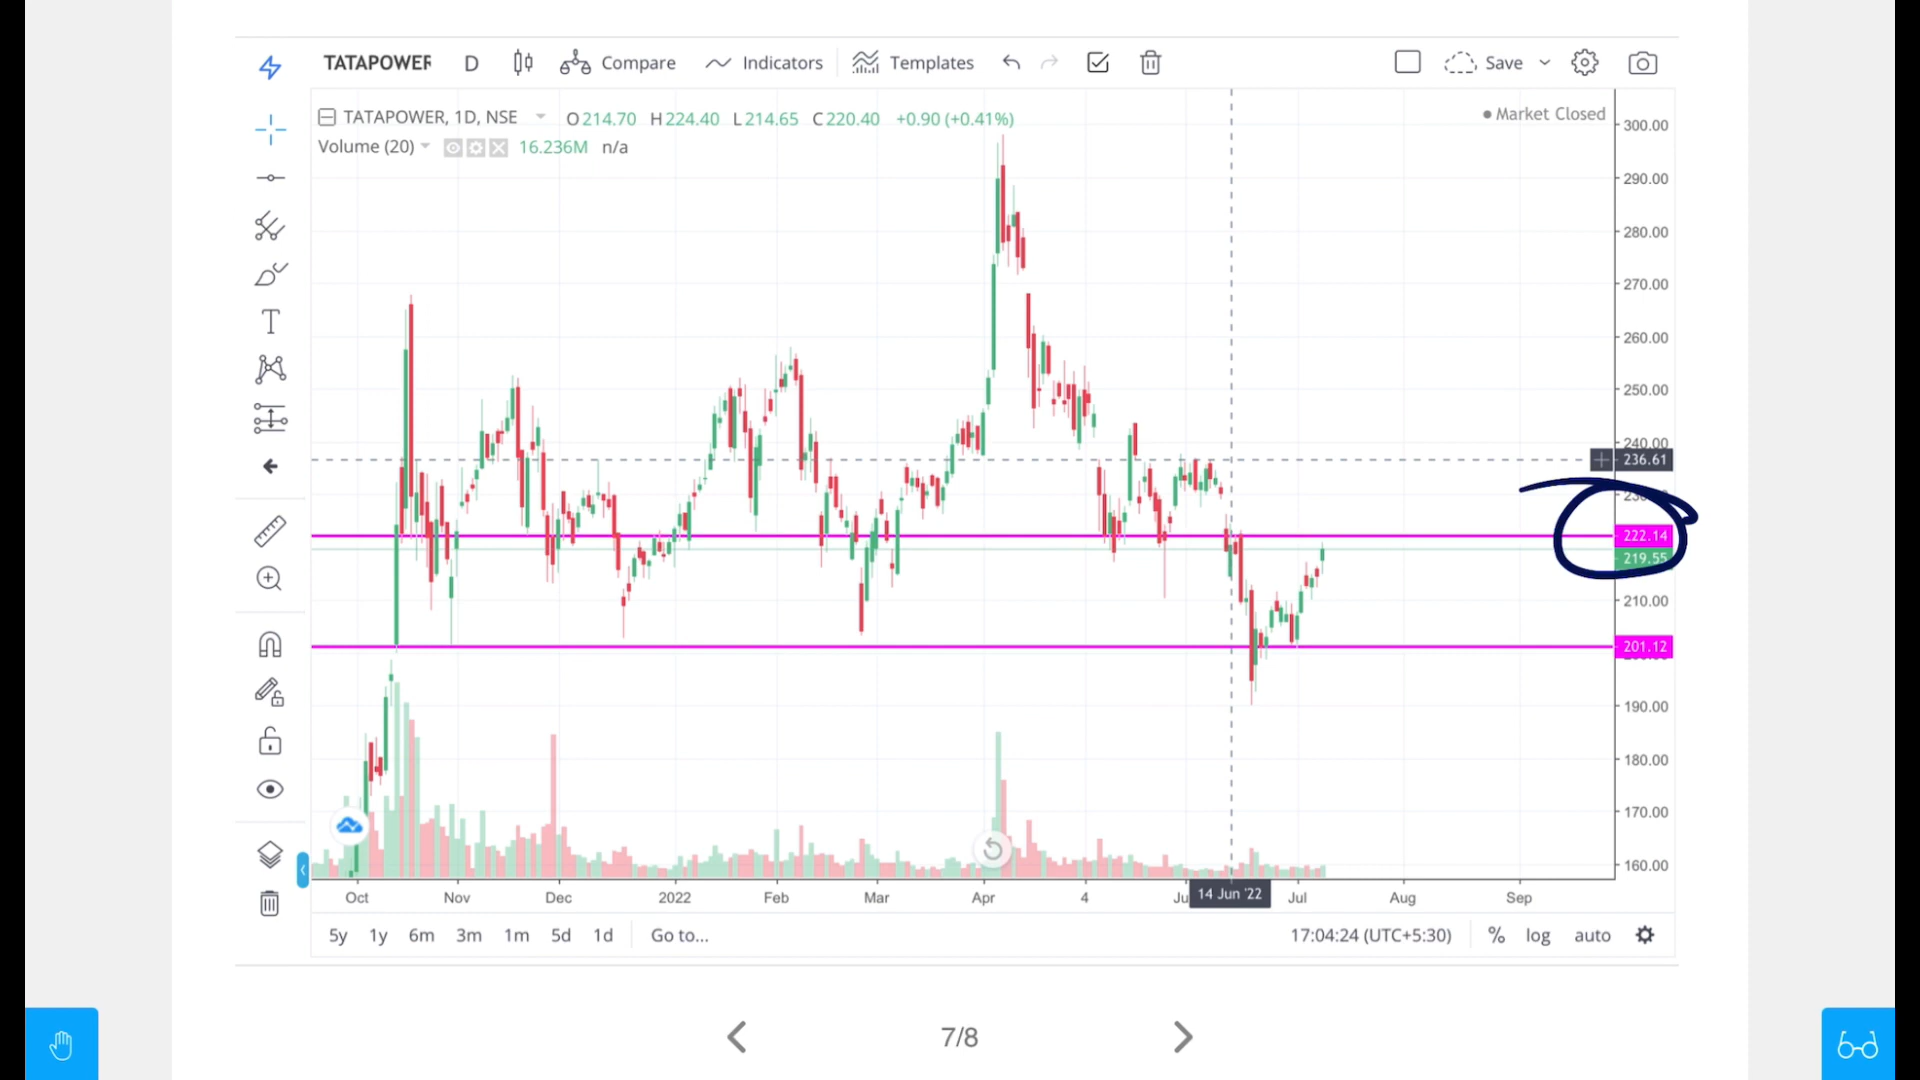 TATAPOWER D Compare Indicators Templates Save
TATAPOWER, 1D, NSE O214.70 H224.40 L214.65 C220.40 +0.90 (+0.41%)
Market Closed
Volume (20) 16.236M n/a
300.00
290.00
280.00
270.00
260.00
250.00
240.00
236.61
222.14
219.55
210.00
201.12
190.00
180.00
170.00
160.00
Oct Nov Dec 2022 Feb Mar Apr 4 Ju 14 Jun '22 Jul Aug Sep
5y 1y 6m 3m 1m 5d 1d Go to... 17:04:24 (UTC+5:30) % log auto
7/8